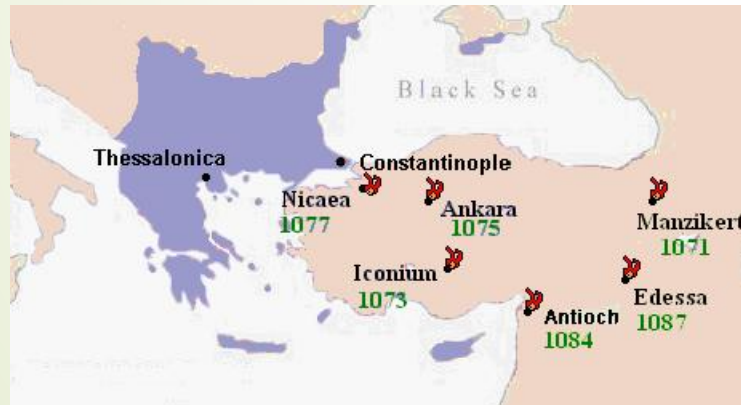 Black Sea
Thessalonica
Constantinople
Nicaea
1077
Ankara
1075
Manzikert
1071
Iconium
1073
Edessa
1087
Antioch
1084